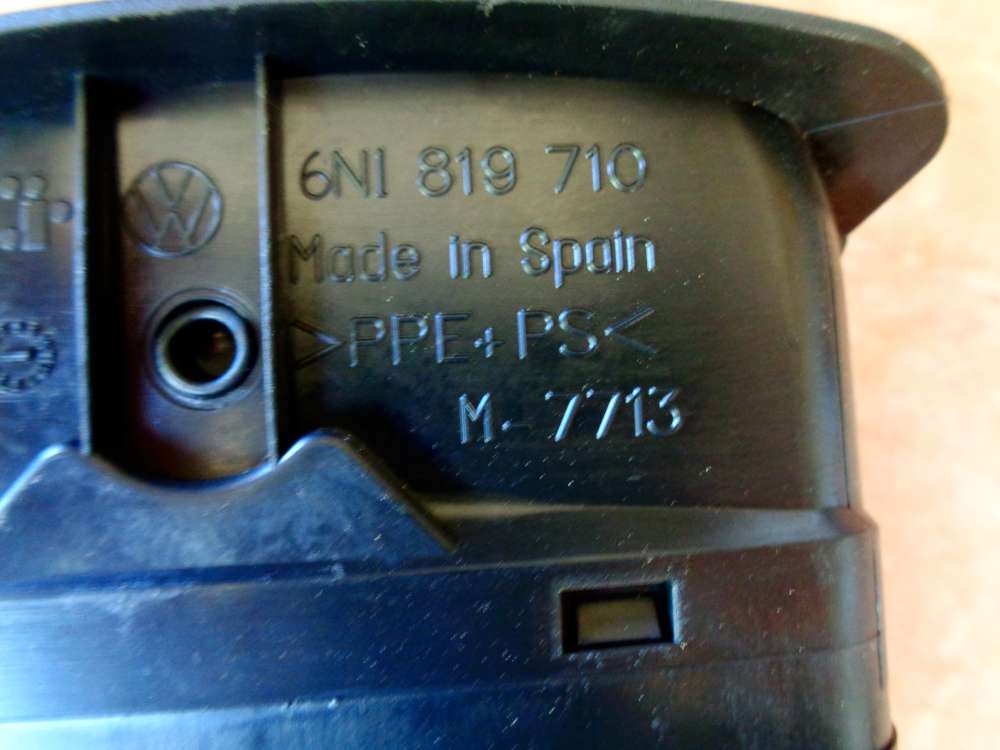 6N1 819 710
Made in Spain
>PPE+PS<
M-7713